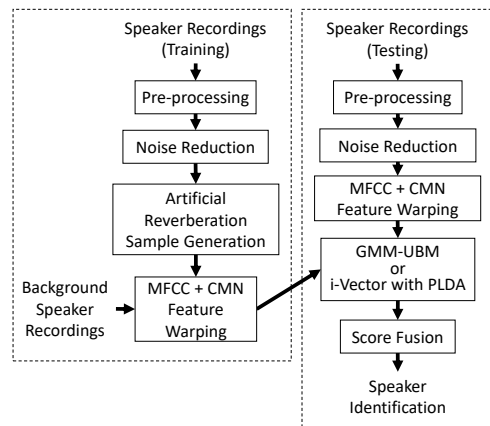 Speaker Recordings
(Training)
Pre-processing
Noise Reduction
Artificial
Reverberation
Sample Generation
Background
Speaker
Recordings
MFCC + CMN
Feature
Warping
Speaker Recordings
(Testing)
Pre-processing
Noise Reduction
MFCC + CMN
Feature Warping
GMM-UBM
or
i-Vector with PLDA
Score Fusion
Speaker
Identification